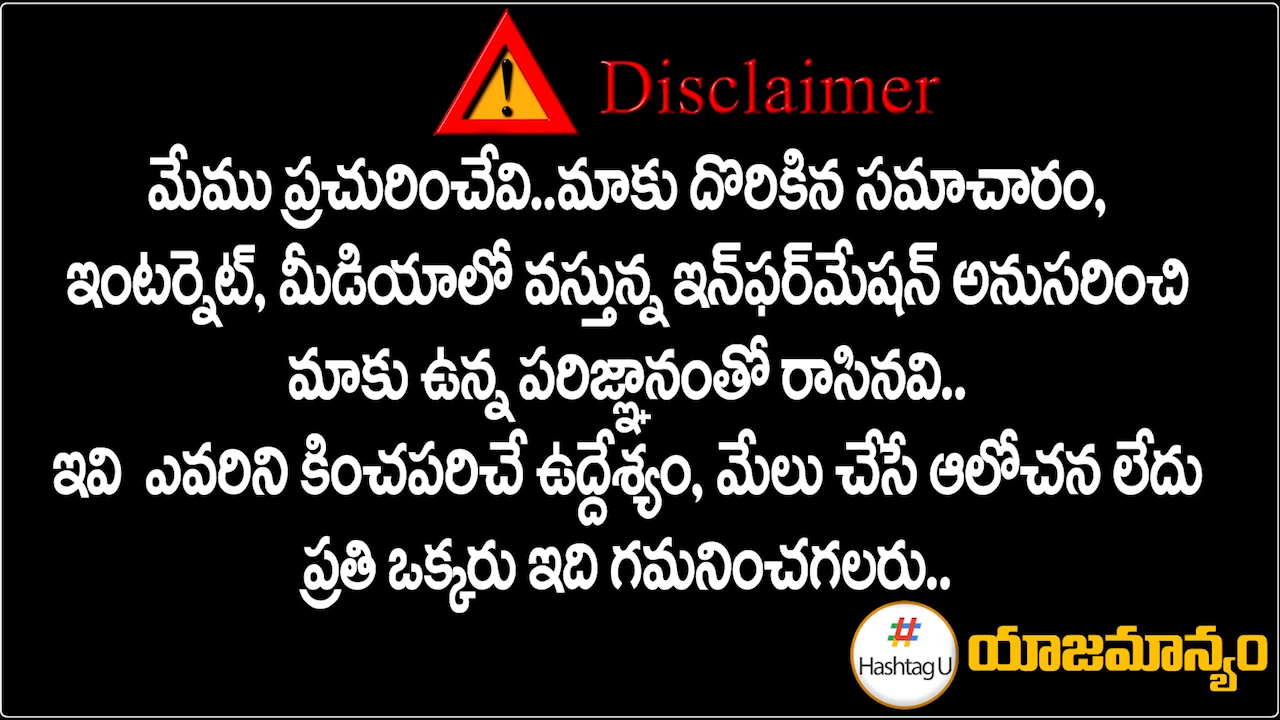 Disclaimer
మేము ప్రచురించేవి..మాకు దొరికిన సమాచారం,
ఇంటర్నెట్, మీడియాలో వస్తున్న ఇన్‌ఫర్‌మేషన్ అనుసరించి
మాకు ఉన్న పరిజ్ఞానంతో రాసినవి..
ఇవి ఎవరిని కించపరిచే ఉద్దేశ్యం, మేలు చేసే ఆలోచన లేదు
ప్రతి ఒక్కరు ఇది గమనించగలరు..
# Hashtag U యాజమాన్యం